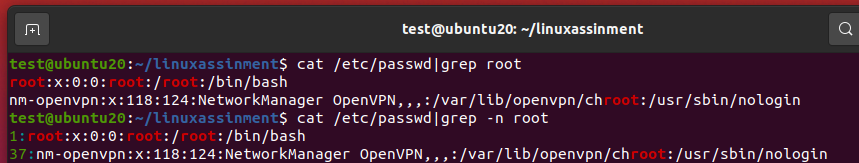 test@ubuntu20: ~/linuxassinment
test@ubuntu20:~/linuxassinment$ cat /etc/passwd|grep root
root:x:0:0:root:/root:/bin/bash
nm-openvpn:x:118:124:NetworkManager OpenVPN,,,:/var/lib/openvpn/chroot:/usr/sbin/nologin
test@ubuntu20:~/linuxassinment$ cat /etc/passwd|grep -n root
1:root:x:0:0:root:/root:/bin/bash
37:nm-openvpn:x:118:124:NetworkManager OpenVPN,,,:/var/lib/openvpn/chroot:/usr/sbin/nologin